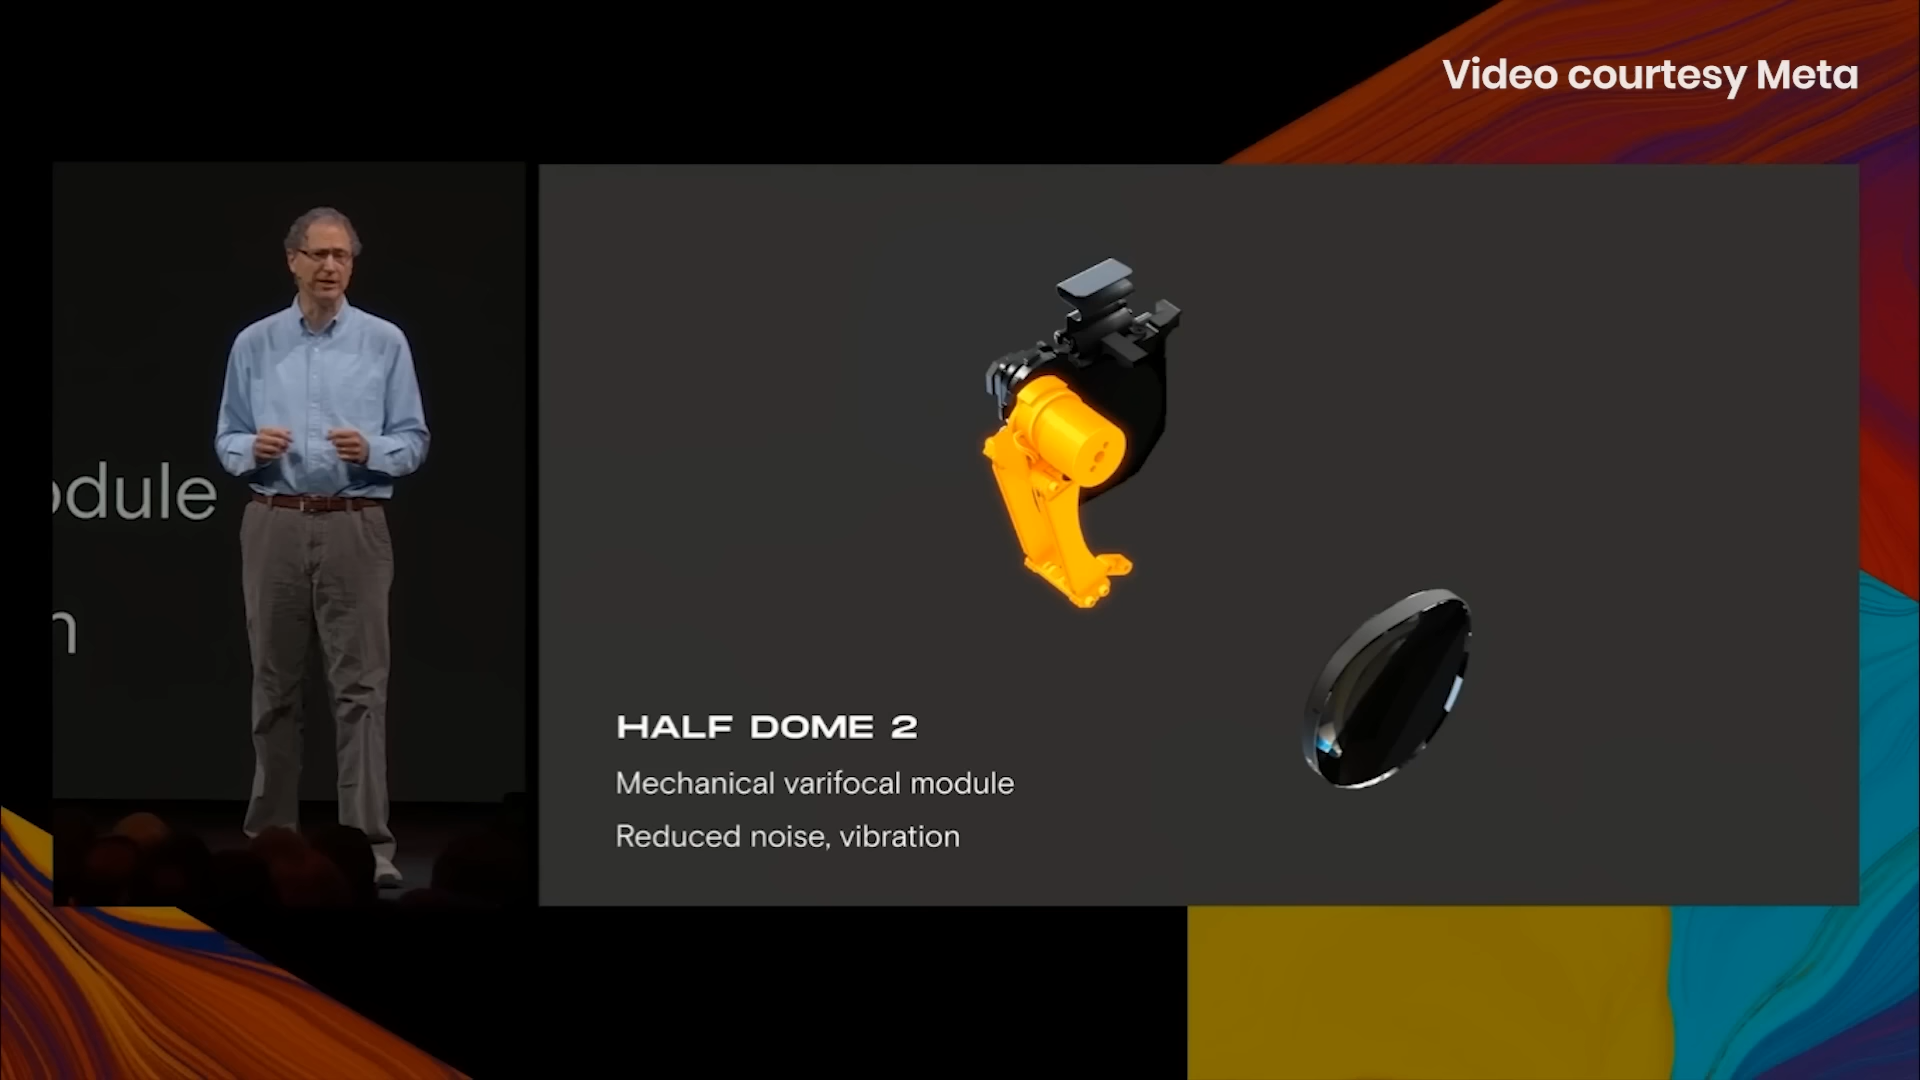 Video courtesy Meta
odule
n
HALF DOME 2
Mechanical varifocal module
Reduced noise, vibration